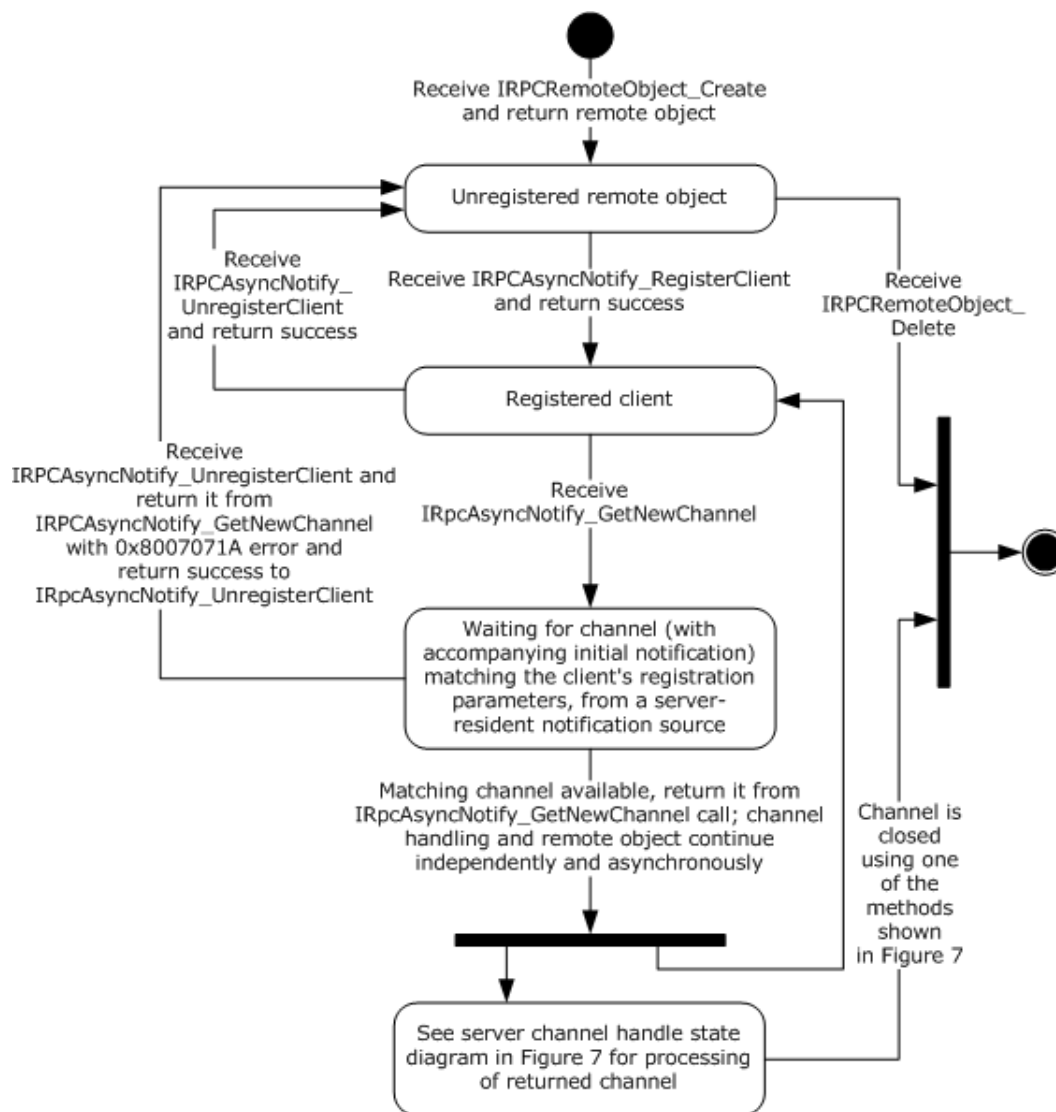 Receive IRPCRemoteObject_Create
and return remote object
Unregistered remote object
Receive
IRPCAsyncNotify_
UnregisterClient
and return success
Receive IRPCAsyncNotify_RegisterClient
and return success
Receive
IRPCRemoteObject_
Delete
Registered client
Receive
IRPCAsyncNotify_UnregisterClient and
return it from
IRPCAsyncNotify_GetNewChannel
with 0x8007071A error and
return success to
IRpcAsyncNotify_UnregisterClient
Receive
IRpcAsyncNotify_GetNewChannel
Waiting for channel (with
accompanying initial notification)
matching the client's registration
parameters, from a server-
resident notification source
Matching channel available, return it from
IRpcAsyncNotify_GetNewChannel call; channel
handling and remote object continue
independently and asynchronously
Channel is
closed
using one
of the
methods
shown
in Figure 7
See server channel handle state
diagram in Figure 7 for processing
of returned channel